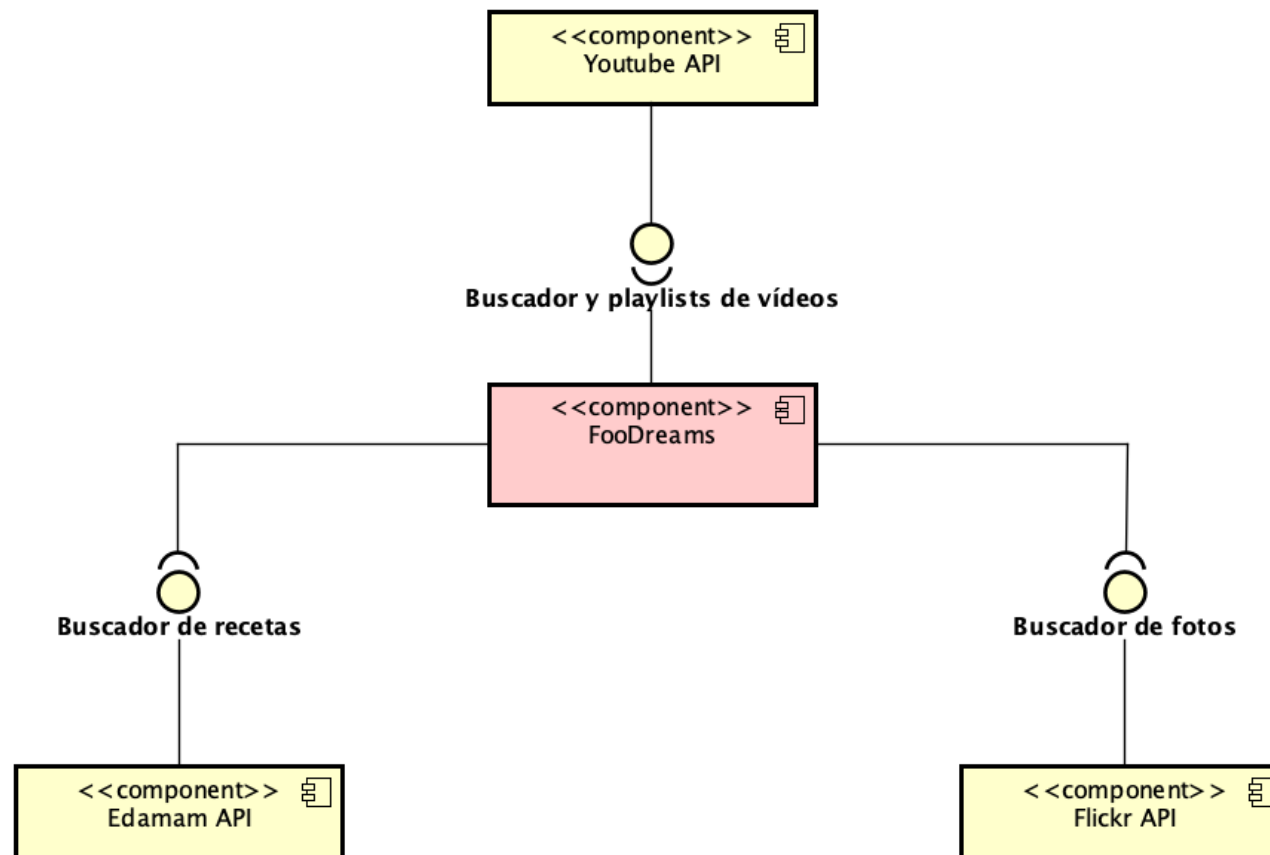 <<component>>
Youtube API
Buscador y playlists de vídeos
<<component>>
FooDreams
Buscador de recetas
Buscador de fotos
<<component>>
Edamam API
<<component>>
Flickr API